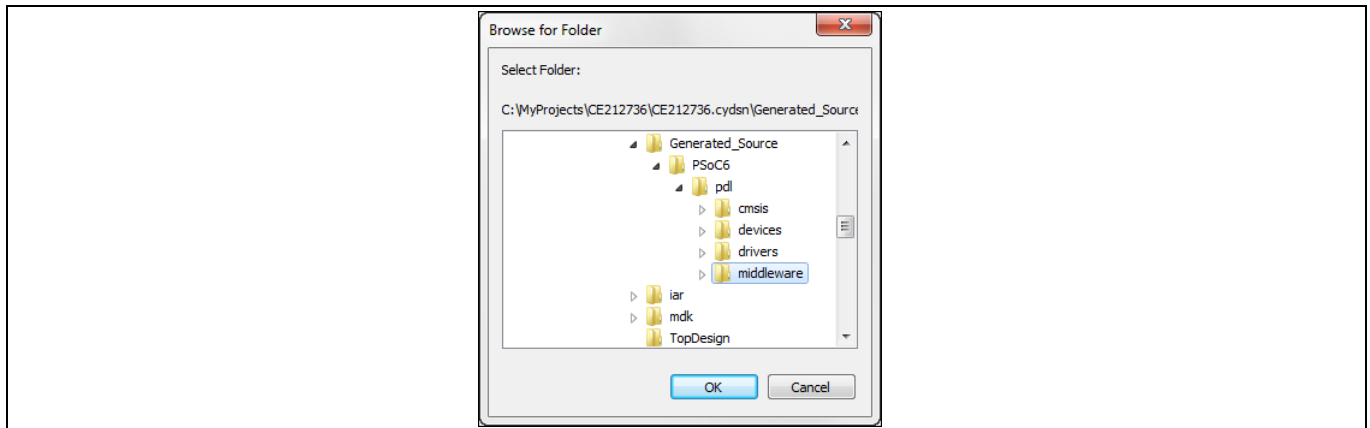 Browse for Folder
Select Folder:
C:\MyProjects\CE212736\CE212736.cydsn\Generated_Source
Generated_Source
PSoC6
pdl
cmsis
devices
drivers
middleware
iar
mdk
TopDesign
OK Cancel